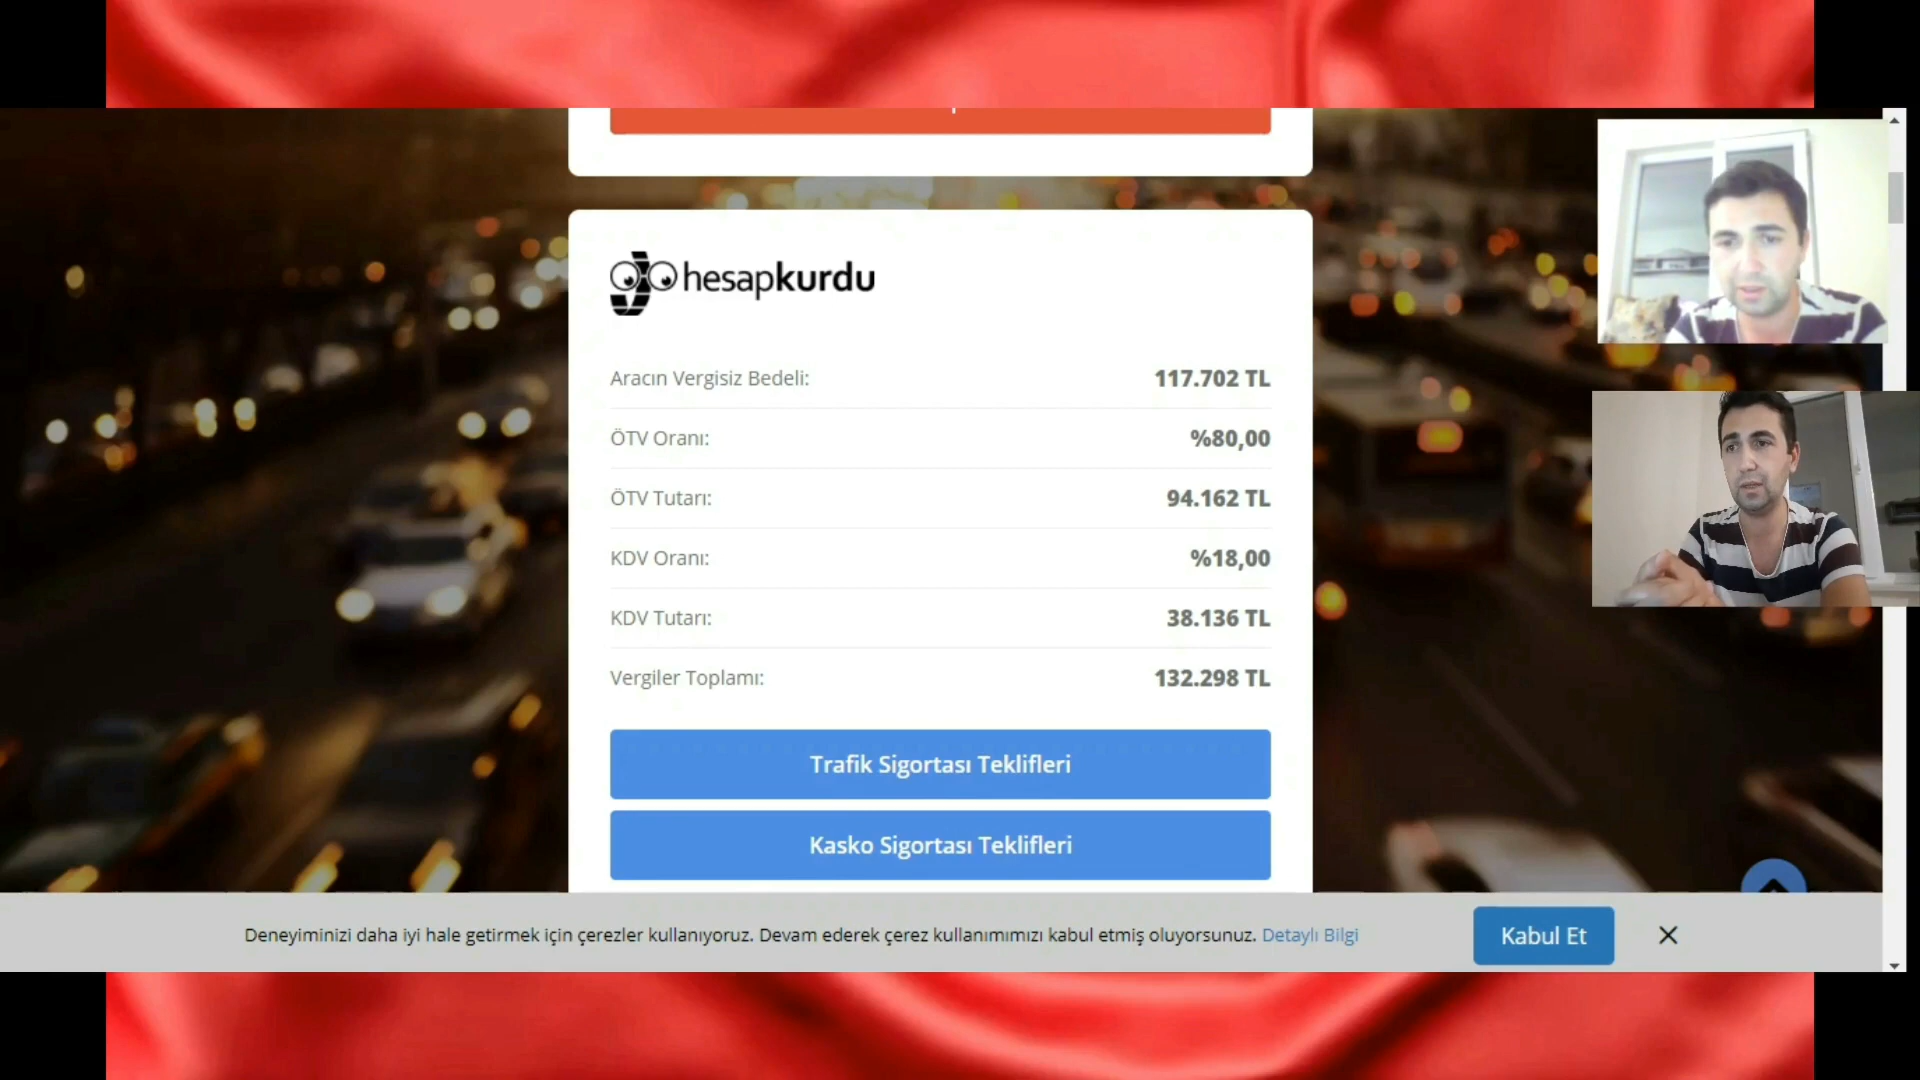 hesapkurdu
Aracın Vergisiz Bedeli: 117.702 TL
ÖTV Oranı: %80,00
ÖTV Tutarı: 94.162 TL
KDV Oranı: %18,00
KDV Tutarı: 38.136 TL
Vergiler Toplamı: 132.298 TL
Trafik Sigortası Teklifleri
Kasko Sigortası Teklifleri
Deneyiminizi daha iyi hale getirmek için çerezler kullanıyoruz. Devam ederek çerez kullanımımızı kabul etmiş oluyorsunuz. Detaylı Bilgi Kabul Et